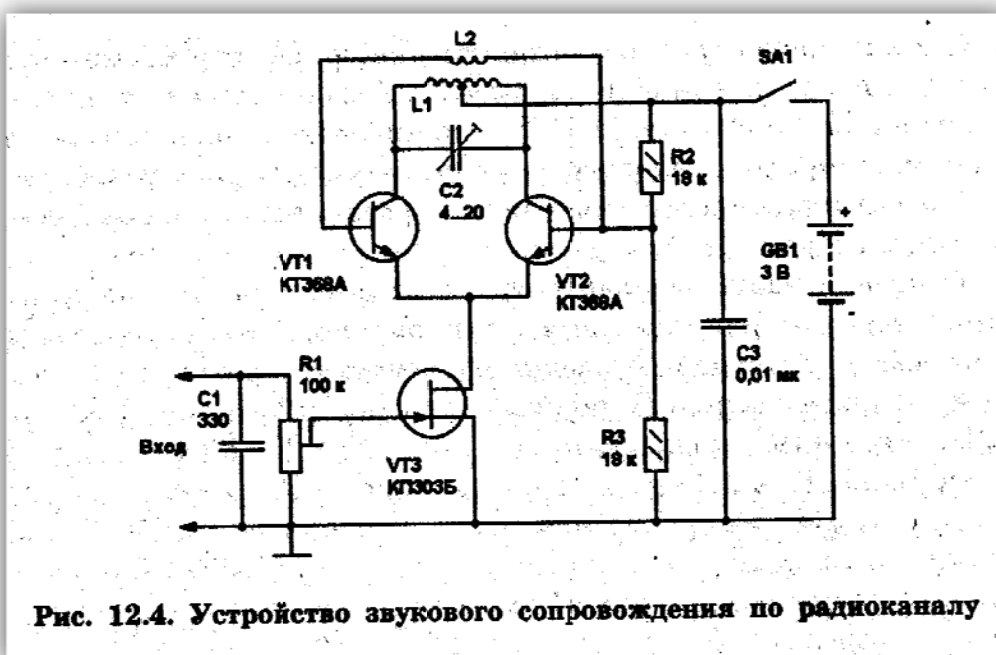 L2
L1
SA1
C2
4...20
R2
18 к
+
GB1
3 В
-
VT1
КТ368А
VT2
КТ368А
C3
0,01 мк
R1
100 к
C1
330
Вход
VT3
КП303Б
R3
18 к
Рис. 12.4. Устройство звукового сопровождения по радиоканалу